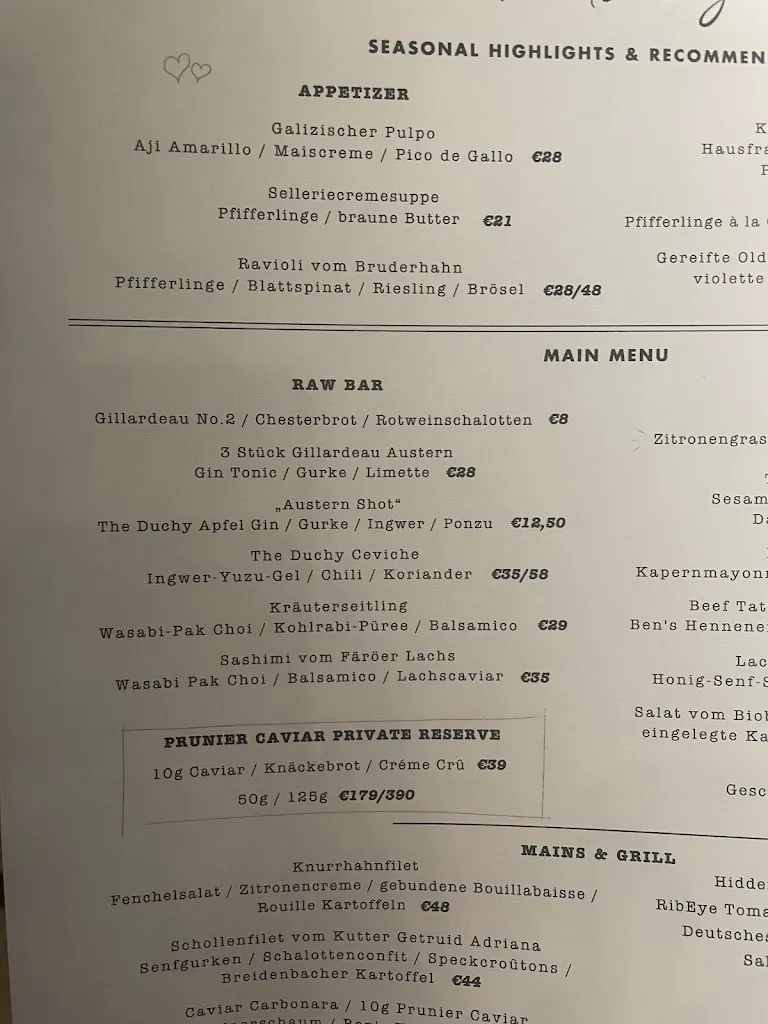 SEASONAL HIGHLIGHTS & RECOMMEN
APPETIZER
Galizischer Pulpo
Aji Amarillo / Maiscreme / Pico de Gallo €28
Selleriecremesuppe
Pfifferlinge / braune Butter €21
Ravioli vom Bruderhahn
Pfifferlinge / Blattspinat / Riesling / Brösel €28/48
K
Hausfra
P
Pfifferlinge à la
Gereifte Old
violette
MAIN MENU
RAW BAR
Gillardeau No.2 / Chesterbrot / Rotweinschalotten €8
3 Stück Gillardeau Austern
Gin Tonic / Gurke / Limette €28
„Austern Shot“
The Duchy Apfel Gin / Gurke / Ingwer / Ponzu €12,50
The Duchy Ceviche
Ingwer-Yuzu-Gel / Chili / Koriander €35/58
Kräuterseitling
Wasabi-Pak Choi / Kohlrabi-Püree / Balsamico €29
Sashimi vom Färöer Lachs
Wasabi Pak Choi / Balsamico / Lachscaviar €35
PRUNIER CAVIAR PRIVATE RESERVE
10g Caviar / Knäckebrot / Créme Crû €39
50g / 125g €179/390
Zitronengras
Sesam
Da
Kapernmayonn
Beef Tat
Ben's Hennene
Lac
Honig-Senf-S
Salat vom Biob
eingelegte Ka
Gesc
MAINS & GRILL
Knurrhahnfilet
Fenchelsalat / Zitronencreme / gebundene Bouillabaisse /
Rouille Kartoffeln €48
Schollenfilet vom Kutter Getruid Adriana
Senfgurken / Schalottenconfit / Speckcroûtons /
Breidenbacher Kartoffel €44
Caviar Carbonara / 10g Prunier Caviar
Hidde
RibEye Toma
Deutsches
Sal